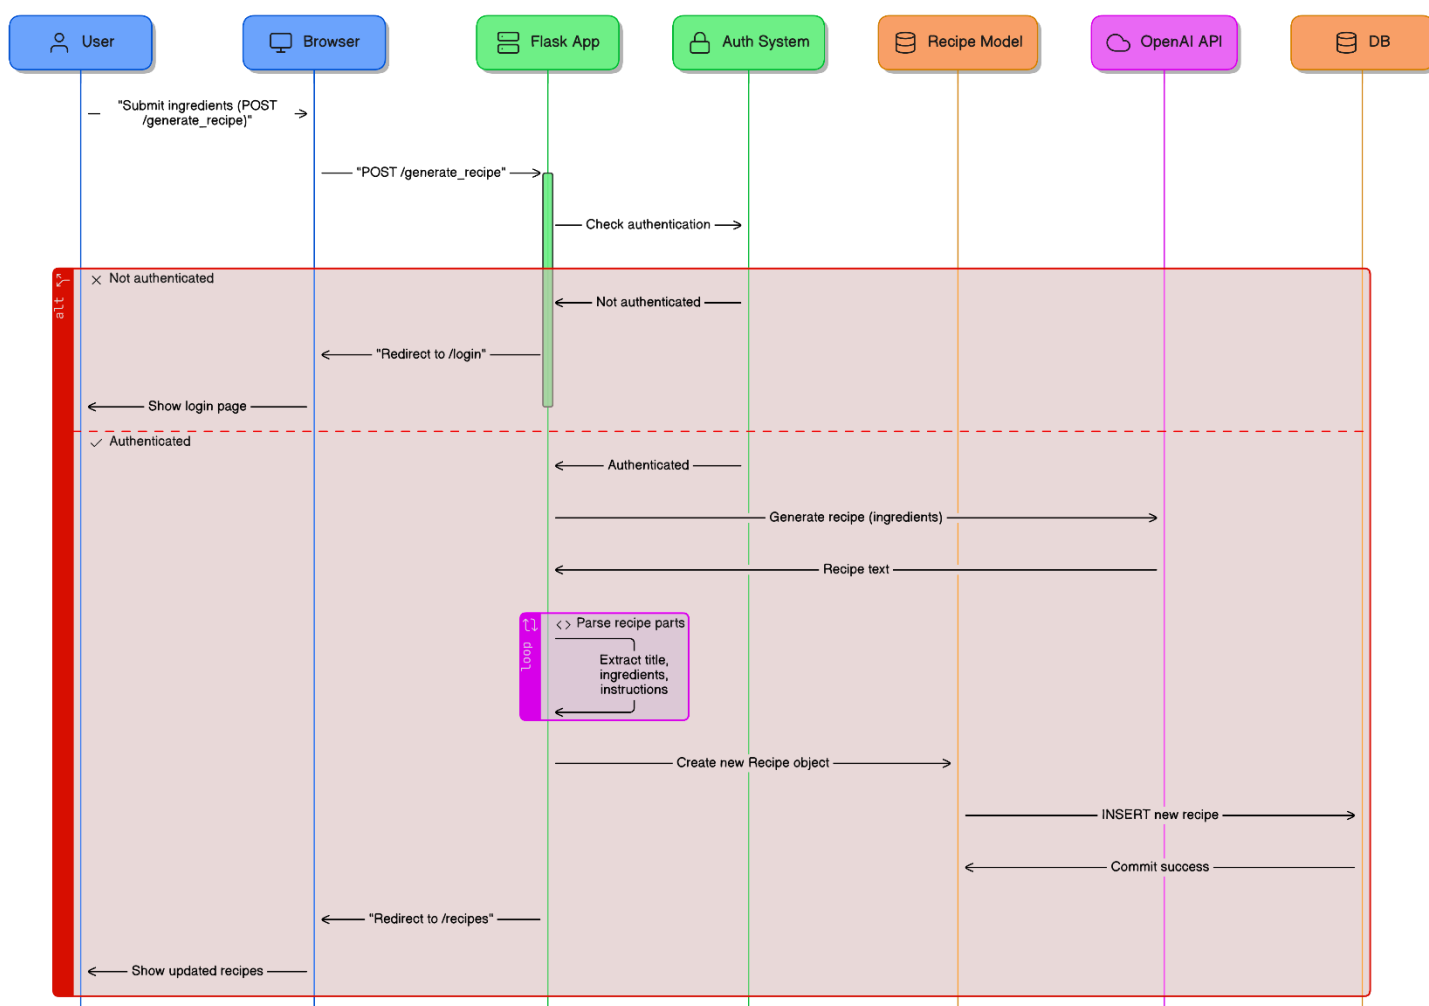 User
Browser
Flask App
Auth System
Recipe Model
OpenAI API
DB
"Submit ingredients (POST
/generate_recipe)"
"POST /generate_recipe"
Check authentication
alt
Not authenticated
Not authenticated
"Redirect to /login"
Show login page
Authenticated
Authenticated
Generate recipe (ingredients)
Recipe text
loop
Parse recipe parts
Extract title,
ingredients,
instructions
Create new Recipe object
INSERT new recipe
Commit success
"Redirect to /recipes"
Show updated recipes